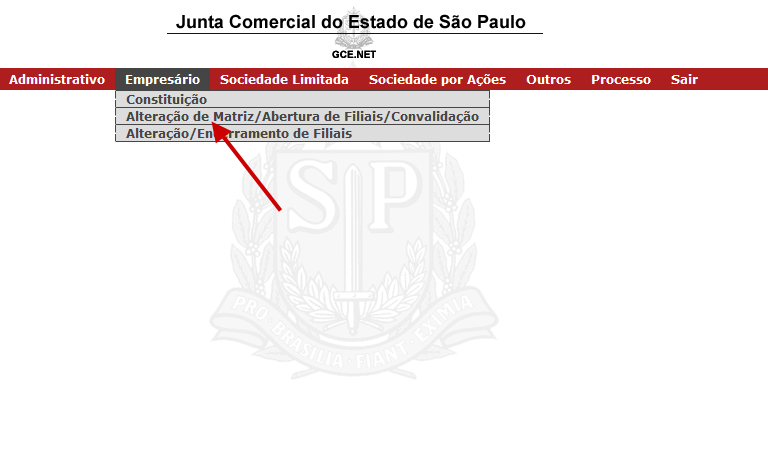 Junta Comercial do Estado de São Paulo
GCE.NET
Administrativo Empresário Sociedade Limitada Sociedade por Ações Outros Processo Sair
Constituição
Alteração de Matriz/Abertura de Filiais/Convalidação
Alteração/Encerramento de Filiais
SP
PRO BRASILIA FIANT EXIMIA